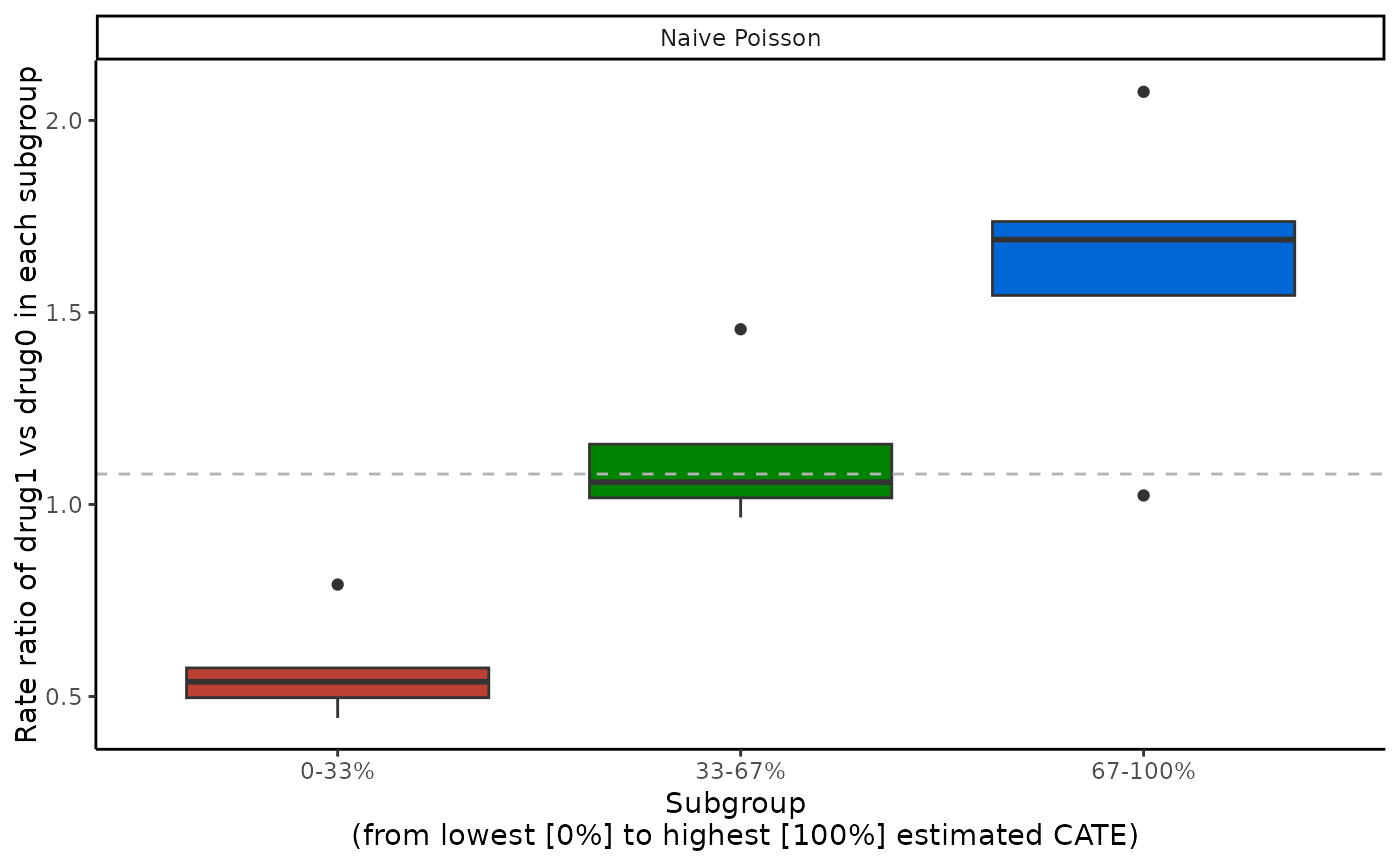 Naive Poisson
Rate ratio of drug1 vs drug0 in each subgroup
2.0
1.5
1.0
0.5
0-33%
33-67%
67-100%
Subgroup
(from lowest [0%] to highest [100%] estimated CATE)